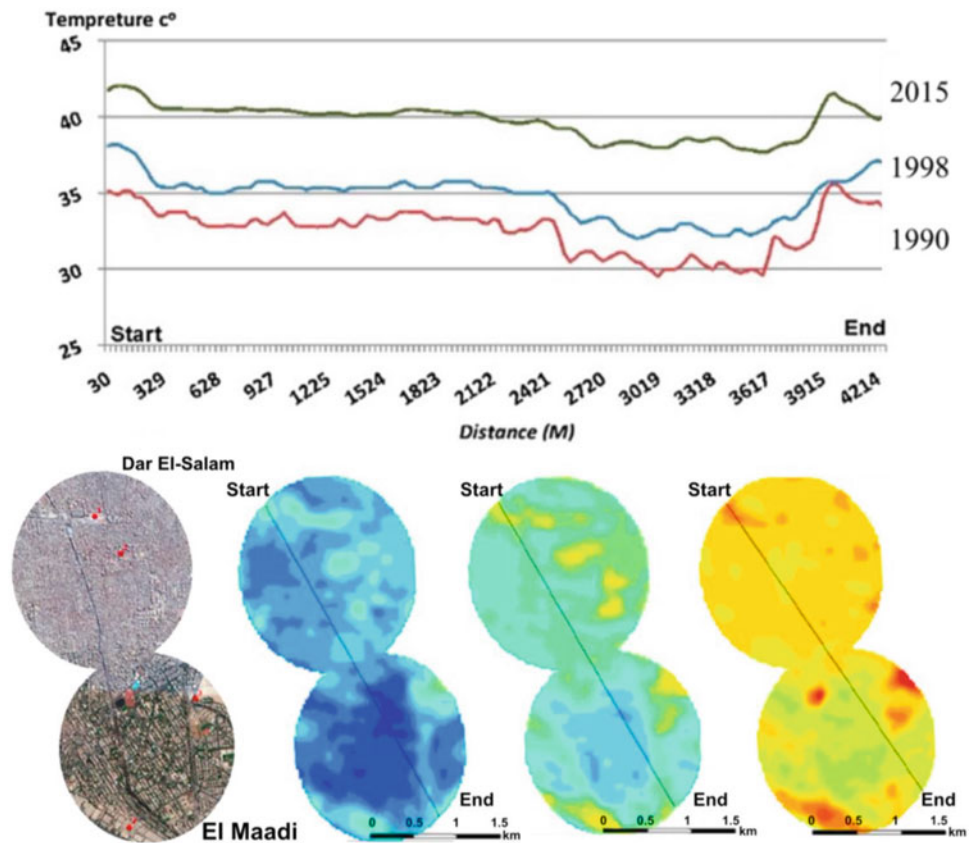 Tempreture c°
45
40
35
30
25
2015
1998
1990
Start
End
30 329 628 927 1225 1524 1823 2122 2421 2720 3019 3318 3617 3915 4214
Distance (M)
Dar El-Salam
El Maadi
Start
End
0 0.5 1 1.5
km
Start
End
0 0.5 1 1.5
km
Start
End
0 0.5 1 1.5
km